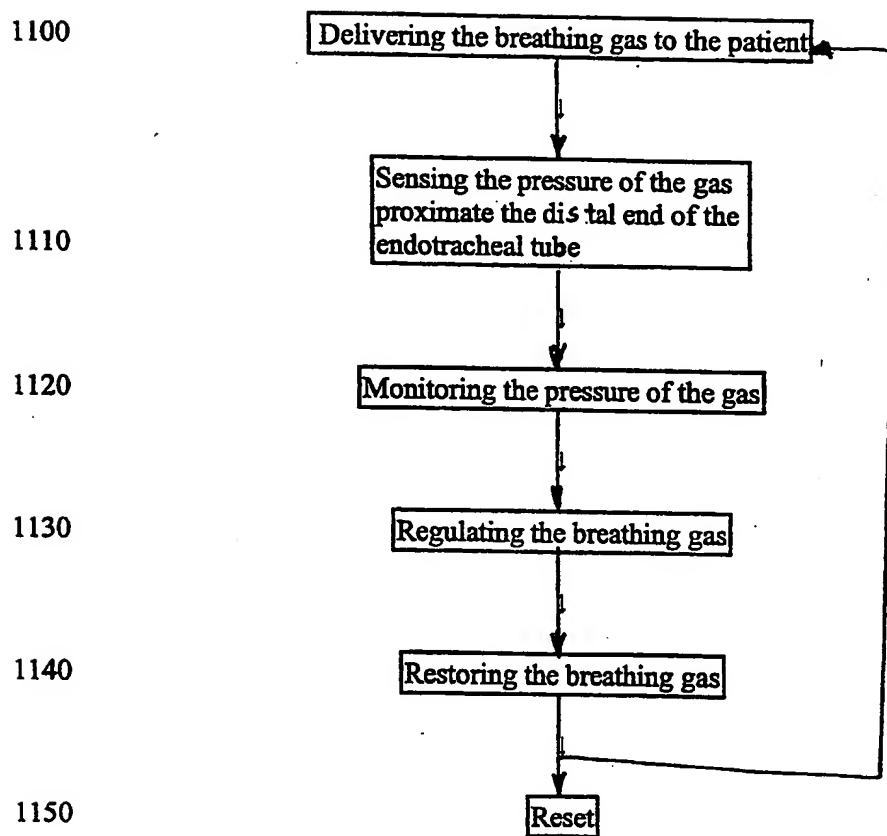 1100
Delivering the breathing gas to the patient
Sensing the pressure of the gas
proximate the distal end of the
1110
endotracheal tube
1120
Monitoring the pressure of the gas
1130
Regulating the breathing gas
1140
Restoring the breathing gas
1150
Reset